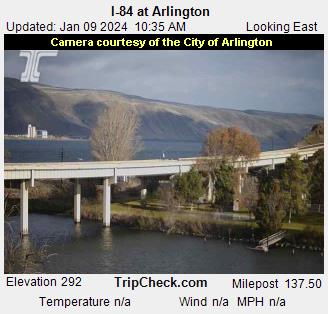 I-84 at Arlington
Updated: Jan 09 2024 10:35 AM Looking East
Camera courtesy of the City of Arlington
Elevation 292 TripCheck.com Milepost 137.50
Temperature n/a Wind n/a MPH n/a